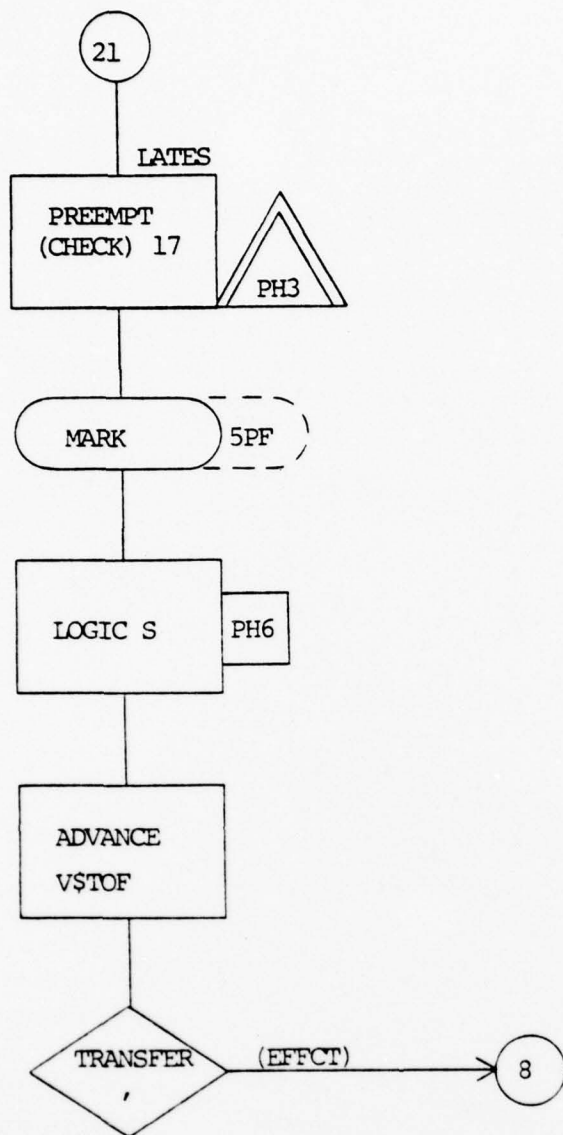 21
LATES
PREEMPT
(CHECK) 17
PH3
MARK
5PF
LOGIC S
PH6
ADVANCE
V$TOF
TRANSFER
,
(EFFCT)
8